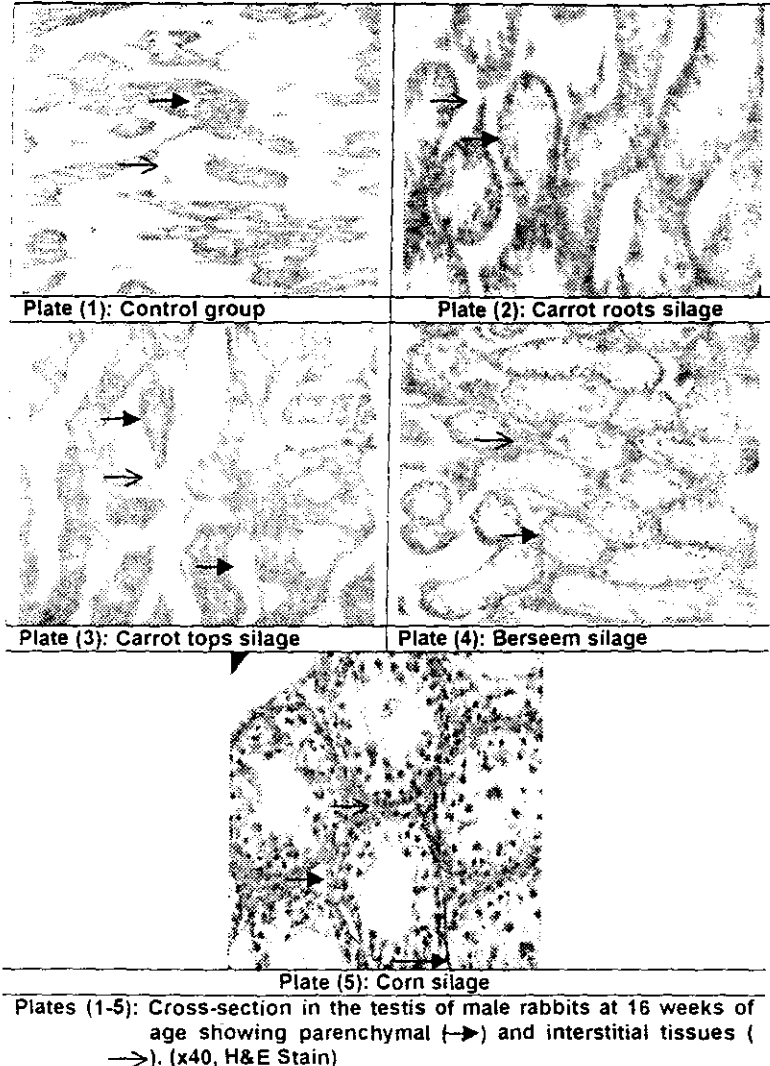 Plate (1): Control group
Plate (2): Carrot roots silage
Plate (3): Carrot tops silage
Plate (4): Berseem silage
Plate (5): Corn silage
Plates (1-5): Cross-section in the testis of male rabbits at 16 weeks of
age showing parenchymal (→) and interstitial tissues (
→). (x40, H&E Stain)